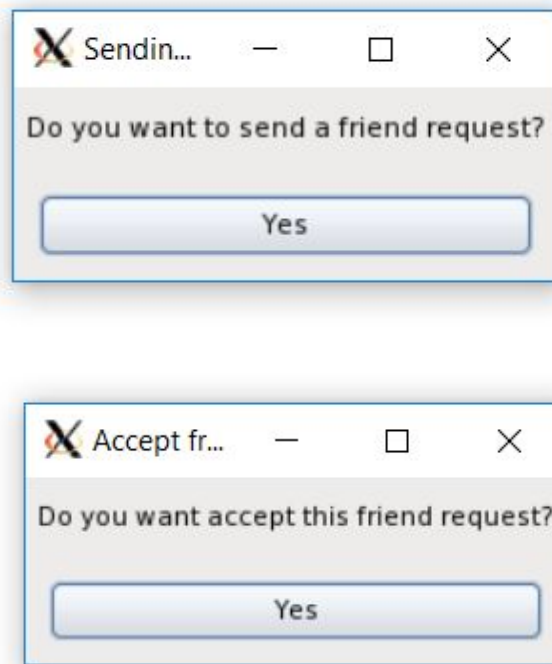 Sendin...
Do you want to send a friend request?
Yes
Accept fr...
Do you want accept this friend request?
Yes